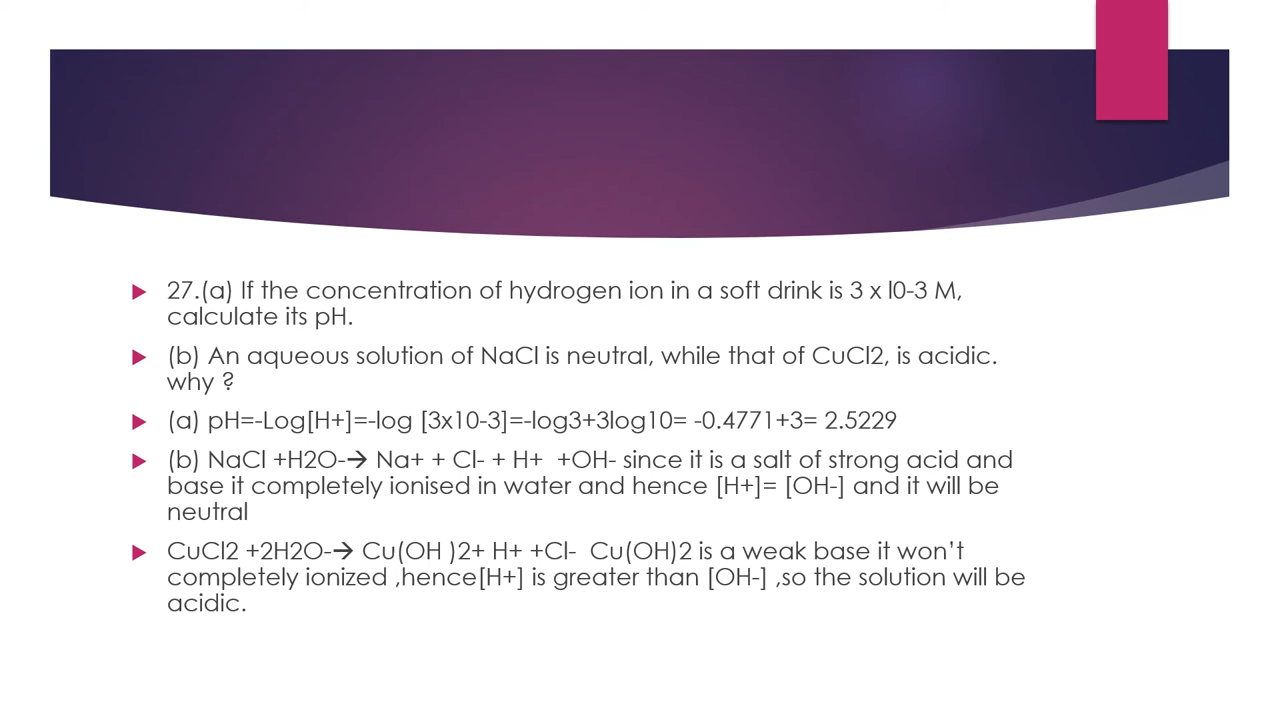 27.(a) If the concentration of hydrogen ion in a soft drink is 3 x l0-3 M,
calculate its pH.
(b) An aqueous solution of NaCl is neutral, while that of CuCl2, is acidic.
why ?
(a) pH=-Log[H+]=-log [3x10-3]=-log3+3log10= -0.4771+3= 2.5229
(b) NaCl +H2O-→ Na+ + Cl- + H+  +OH- since it is a salt of strong acid and
base it completely ionised in water and hence [H+]= [OH-] and it will be
neutral
CuCl2 +2H2O-→ Cu(OH )2+ H+ +Cl-  Cu(OH)2 is a weak base it won’t
completely ionized ,hence[H+] is greater than [OH-] ,so the solution will be
acidic.